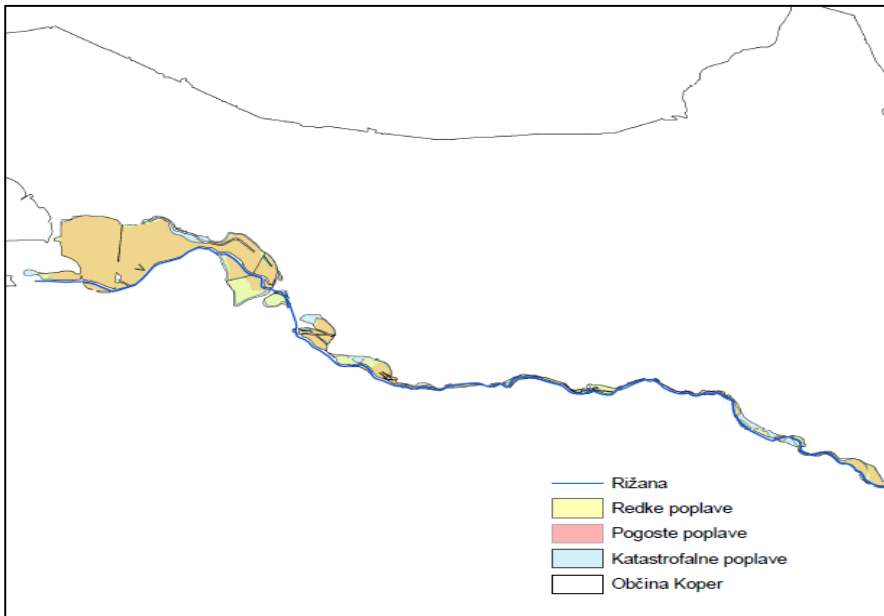 Rižana
Redke poplave
Pogoste poplave
Katastrofalne poplave
Občina Koper